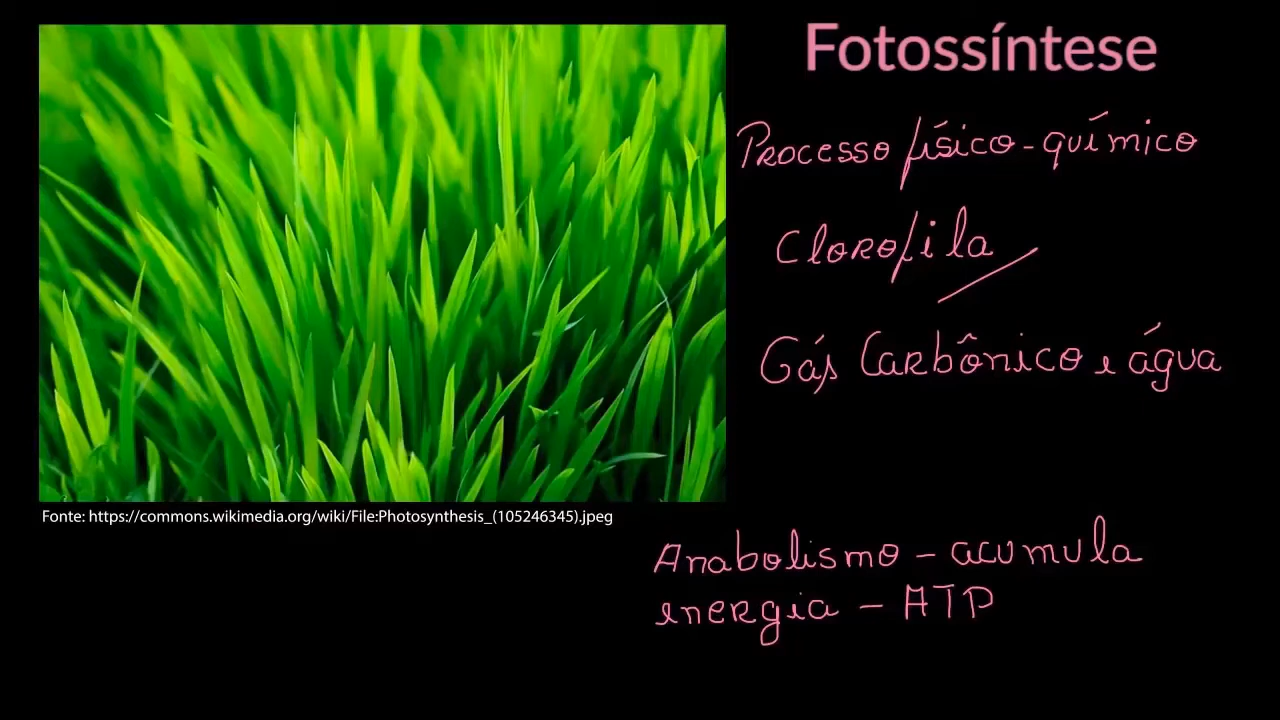 Fotossíntese
Processo físico-químico
Clorofila
Gás Carbônico e água
Fonte: https://commons.wikimedia.org/wiki/File:Photosynthesis_(105246345).jpeg
Anabolismo - acumula
energia - ATP